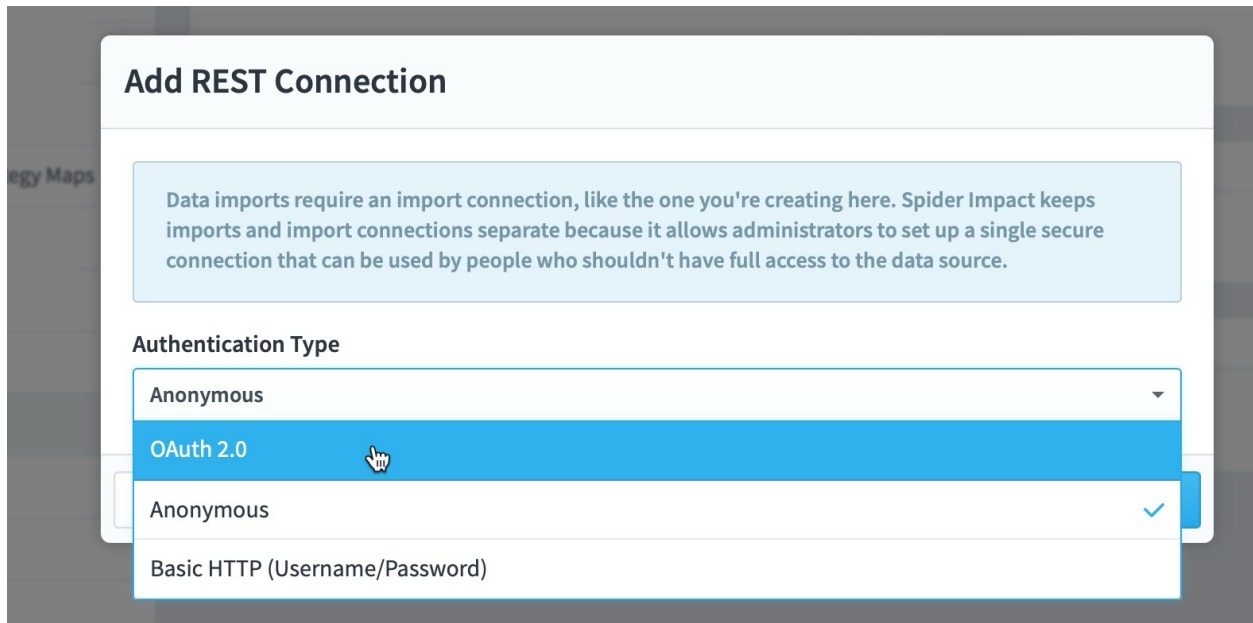 Add REST Connection
egy Maps
Data imports require an import connection, like the one you're creating here. Spider Impact keeps
imports and import connections separate because it allows administrators to set up a single secure
connection that can be used by people who shouldn't have full access to the data source.
Authentication Type
Anonymous
OAuth 2.0
Anonymous
Basic HTTP (Username/Password)